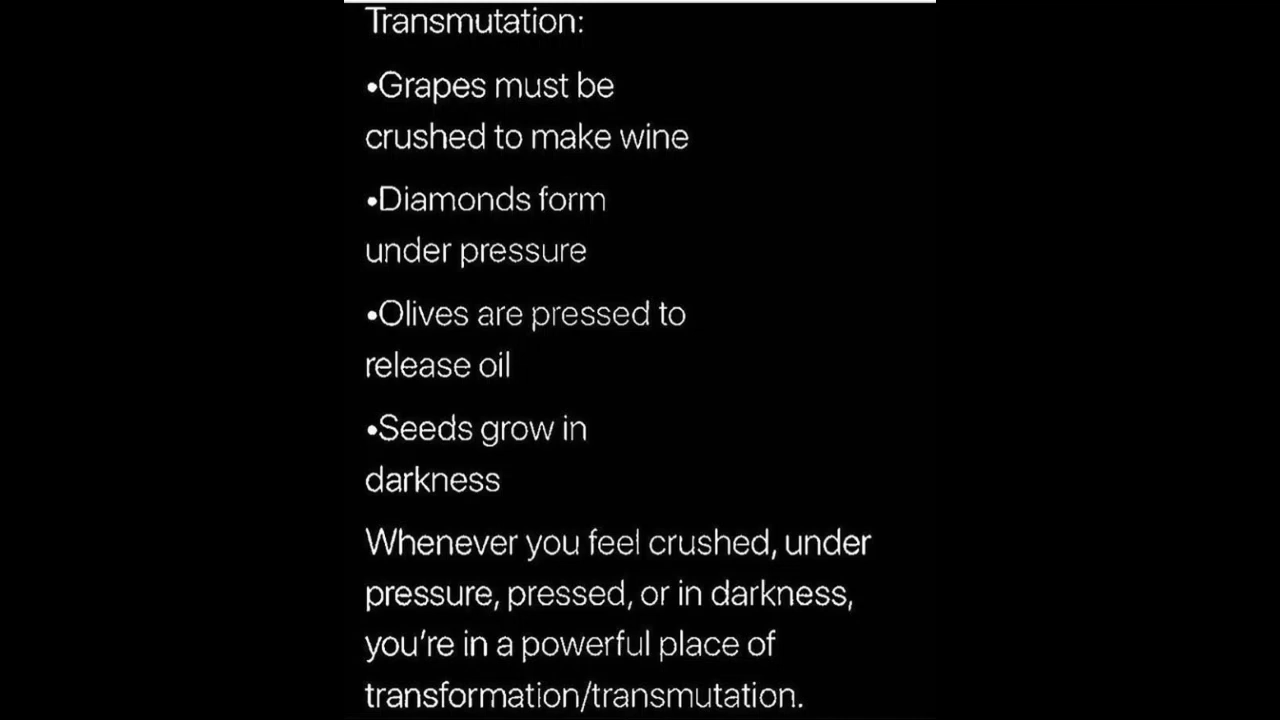 Transmutation:
•Grapes must be
crushed to make wine
•Diamonds form
under pressure
•Olives are pressed to
release oil
•Seeds grow in
darkness
Whenever you feel crushed, under
pressure, pressed, or in darkness,
you're in a powerful place of
transformation/transmutation.